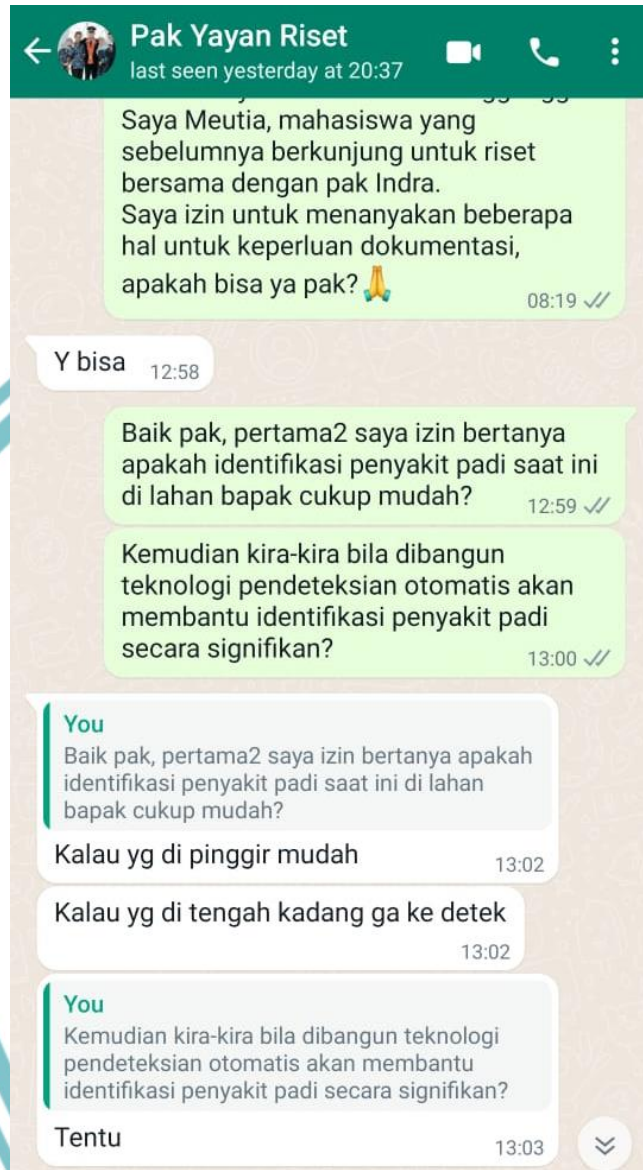 Pak Yayan Riset
last seen yesterday at 20:37
Saya Meutia, mahasiswa yang
sebelumnya berkunjung untuk riset
bersama dengan pak Indra.
Saya izin untuk menanyakan beberapa
hal untuk keperluan dokumentasi,
apakah bisa ya pak?🙏
08:19
Y bisa 12:58
Baik pak, pertama2 saya izin bertanya
apakah identifikasi penyakit padi saat ini
di lahan bapak cukup mudah? 12:59
Kemudian kira-kira bila dibangun
teknologi pendeteksian otomatis akan
membantu identifikasi penyakit padi
secara signifikan? 13:00
You
Baik pak, pertama2 saya izin bertanya apakah
identifikasi penyakit padi saat ini di lahan
bapak cukup mudah?
Kalau yg di pinggir mudah 13:02
Kalau yg di tengah kadang ga ke detek
13:02
You
Kemudian kira-kira bila dibangun teknologi
pendeteksian otomatis akan membantu
identifikasi penyakit padi secara signifikan?
Tentu 13:03